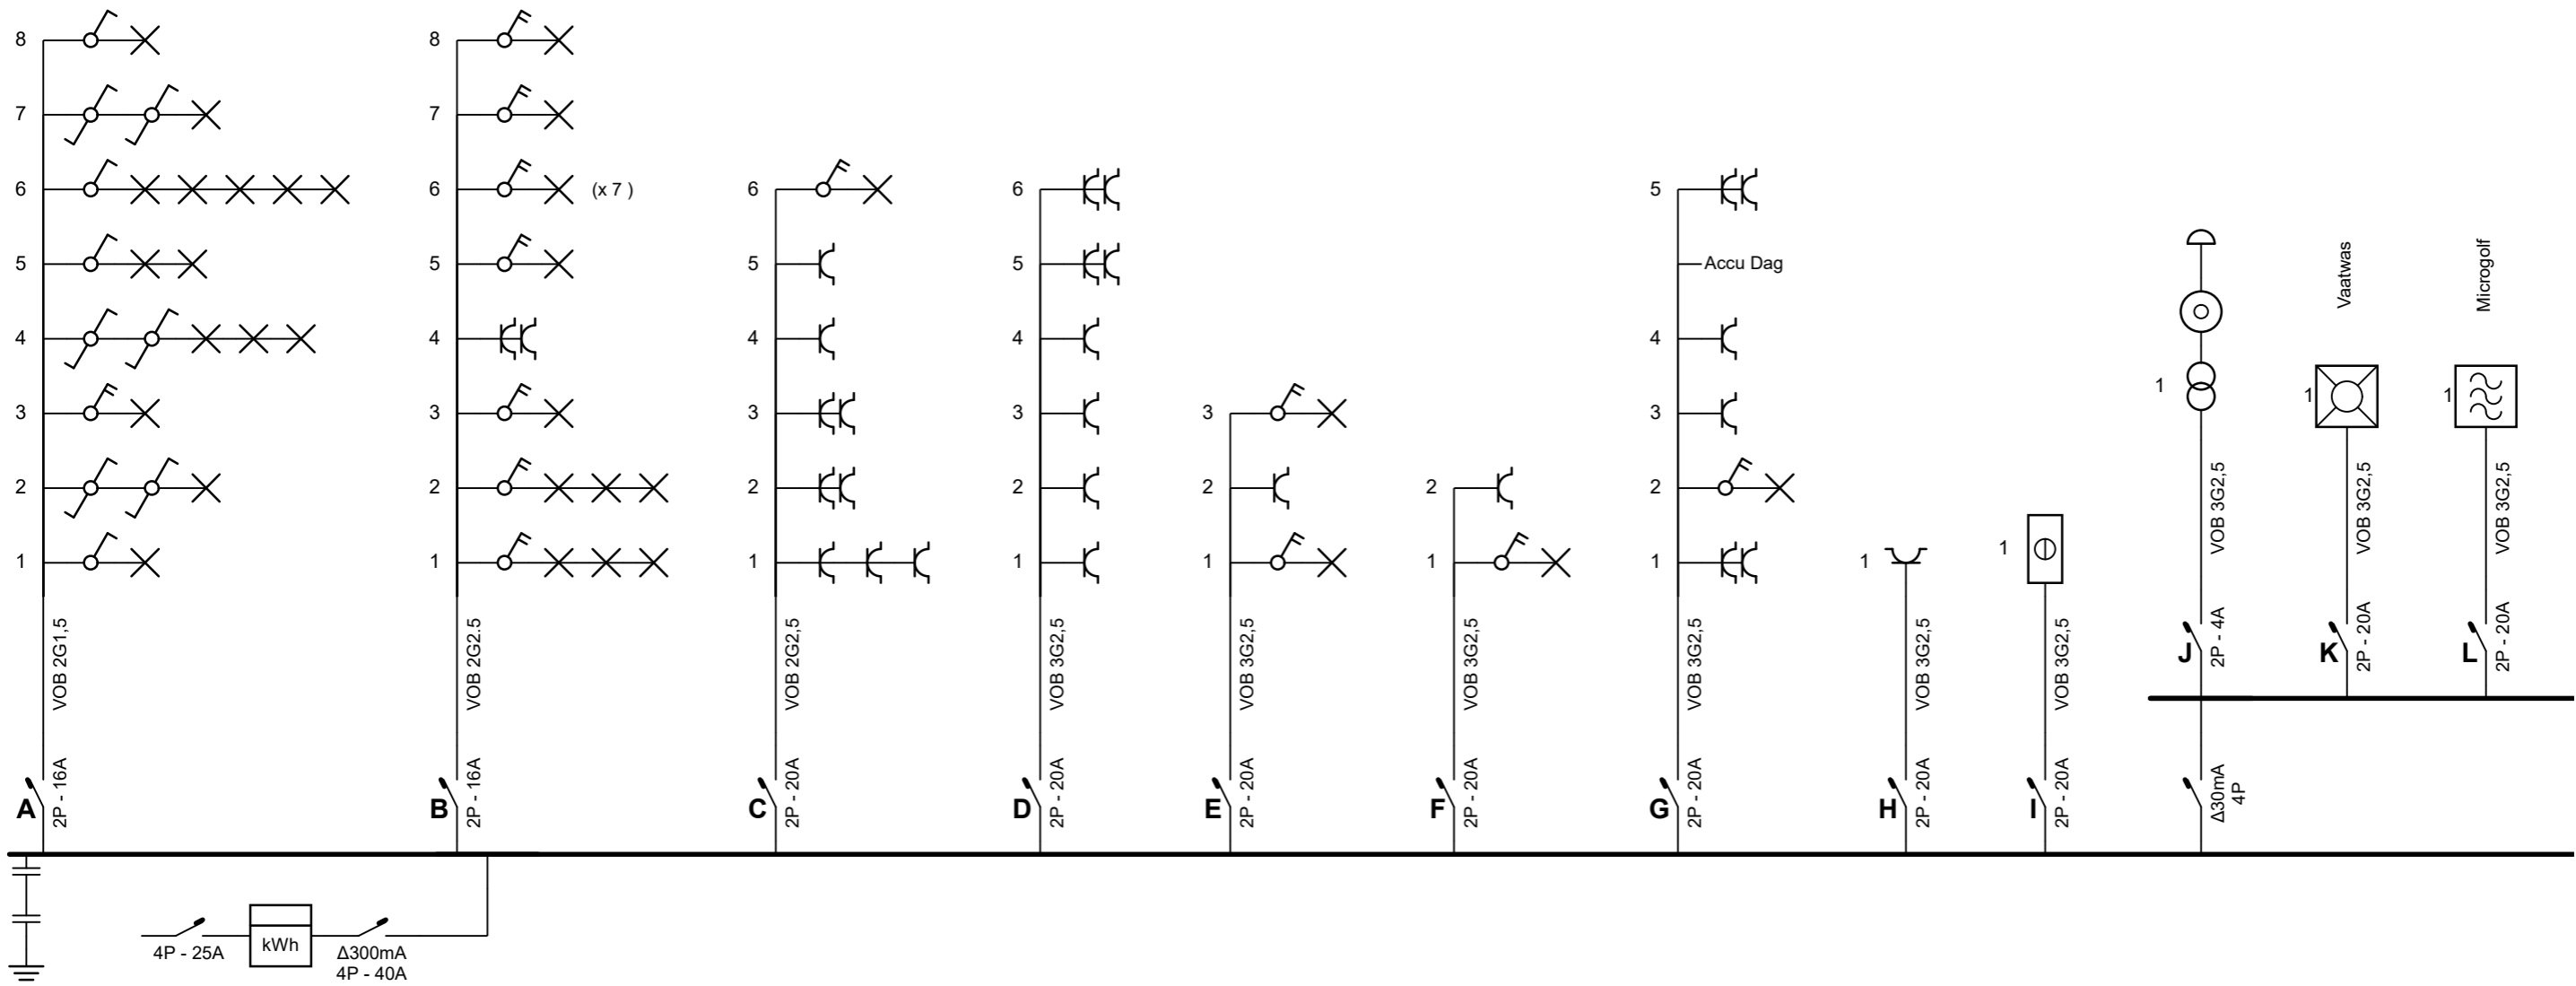 8
7
6
5
4
3
2
1
VOB 2G1,5
2P - 16A
A
8
7
6 (x 7 )
5
4
3
2
1
VOB 2G2.5
2P - 16A
B
6
5
4
3
2
1
VOB 2G2,5
2P - 20A
C
6
5
4
3
2
1
VOB 3G2,5
2P - 20A
D
3
2
1
VOB 3G2,5
2P - 20A
E
2
1
VOB 3G2,5
2P - 20A
F
5
Accu Dag
4
3
2
1
VOB 3G2,5
2P - 20A
G
1
VOB 3G2,5
2P - 20A
H
1
VOB 3G2,5
2P - 20A
I
1
VOB 3G2,5
2P - 4A
J
Δ30mA
4P
Vaatwas
1
VOB 3G2,5
2P - 20A
K
Microgolf
1
VOB 3G2,5
2P - 20A
L
4P - 25A
kWh
Δ300mA
4P - 40A